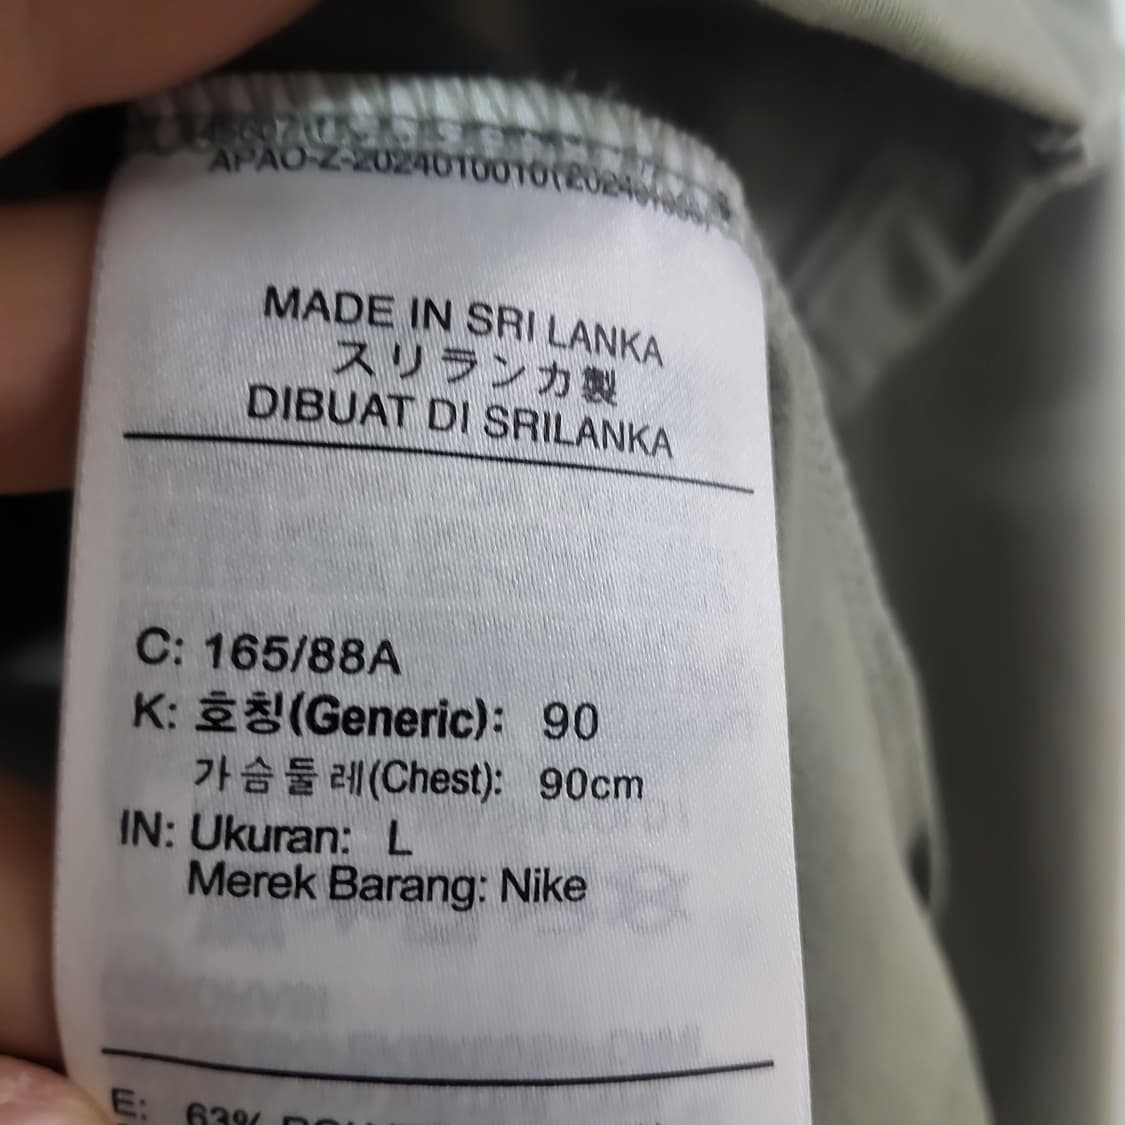 MADE IN SRI LANKA
スリランカ製
DIBUAT DI SRILANKA
C: 165/88A
K: 호칭(Generic): 90
가슴둘레(Chest): 90cm
IN: Ukuran: L
Merek Barang: Nike
E: 63%